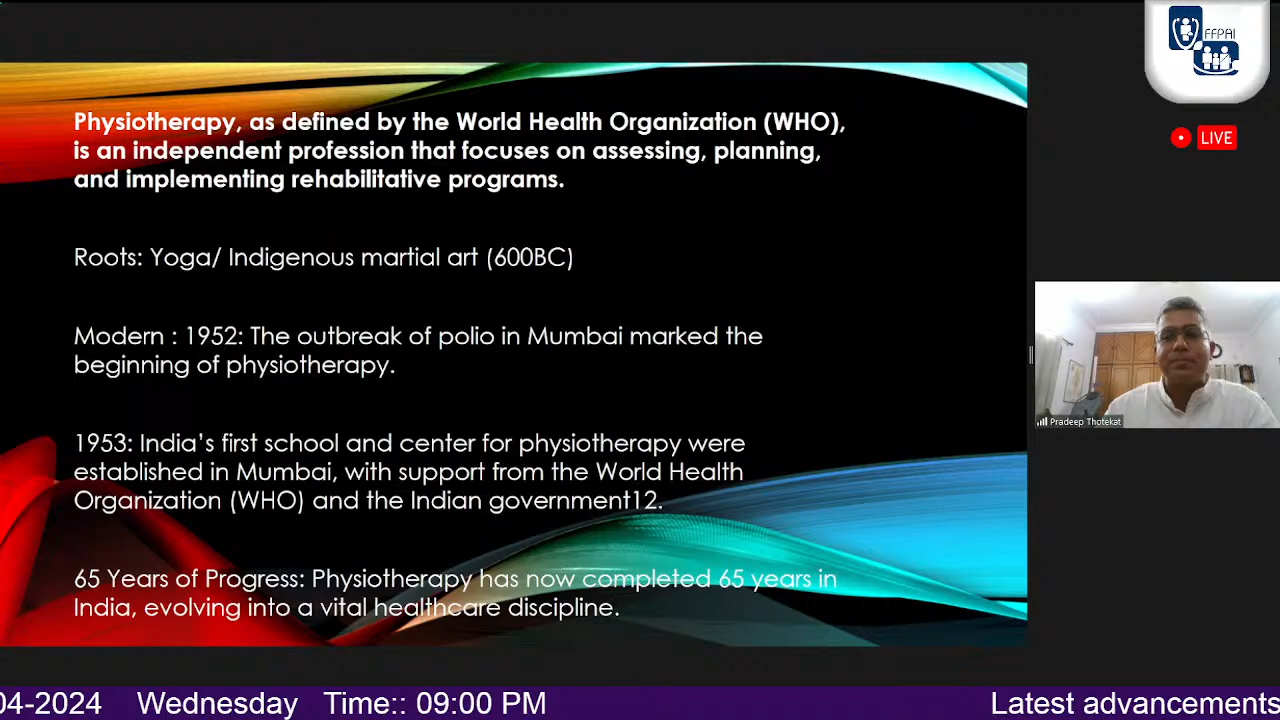 FFPAI
LIVE
Physiotherapy, as defined by the World Health Organization (WHO),
is an independent profession that focuses on assessing, planning,
and implementing rehabilitative programs.
Roots: Yoga/ Indigenous martial art (600BC)
Modern : 1952: The outbreak of polio in Mumbai marked the
beginning of physiotherapy.
1953: India's first school and center for physiotherapy were
established in Mumbai, with support from the World Health
Organization (WHO) and the Indian government12.
65 Years of Progress: Physiotherapy has now completed 65 years in
India, evolving into a vital healthcare discipline.
Pradeep Thotekat
04-2024 Wednesday Time:: 09:00 PM Latest advancements